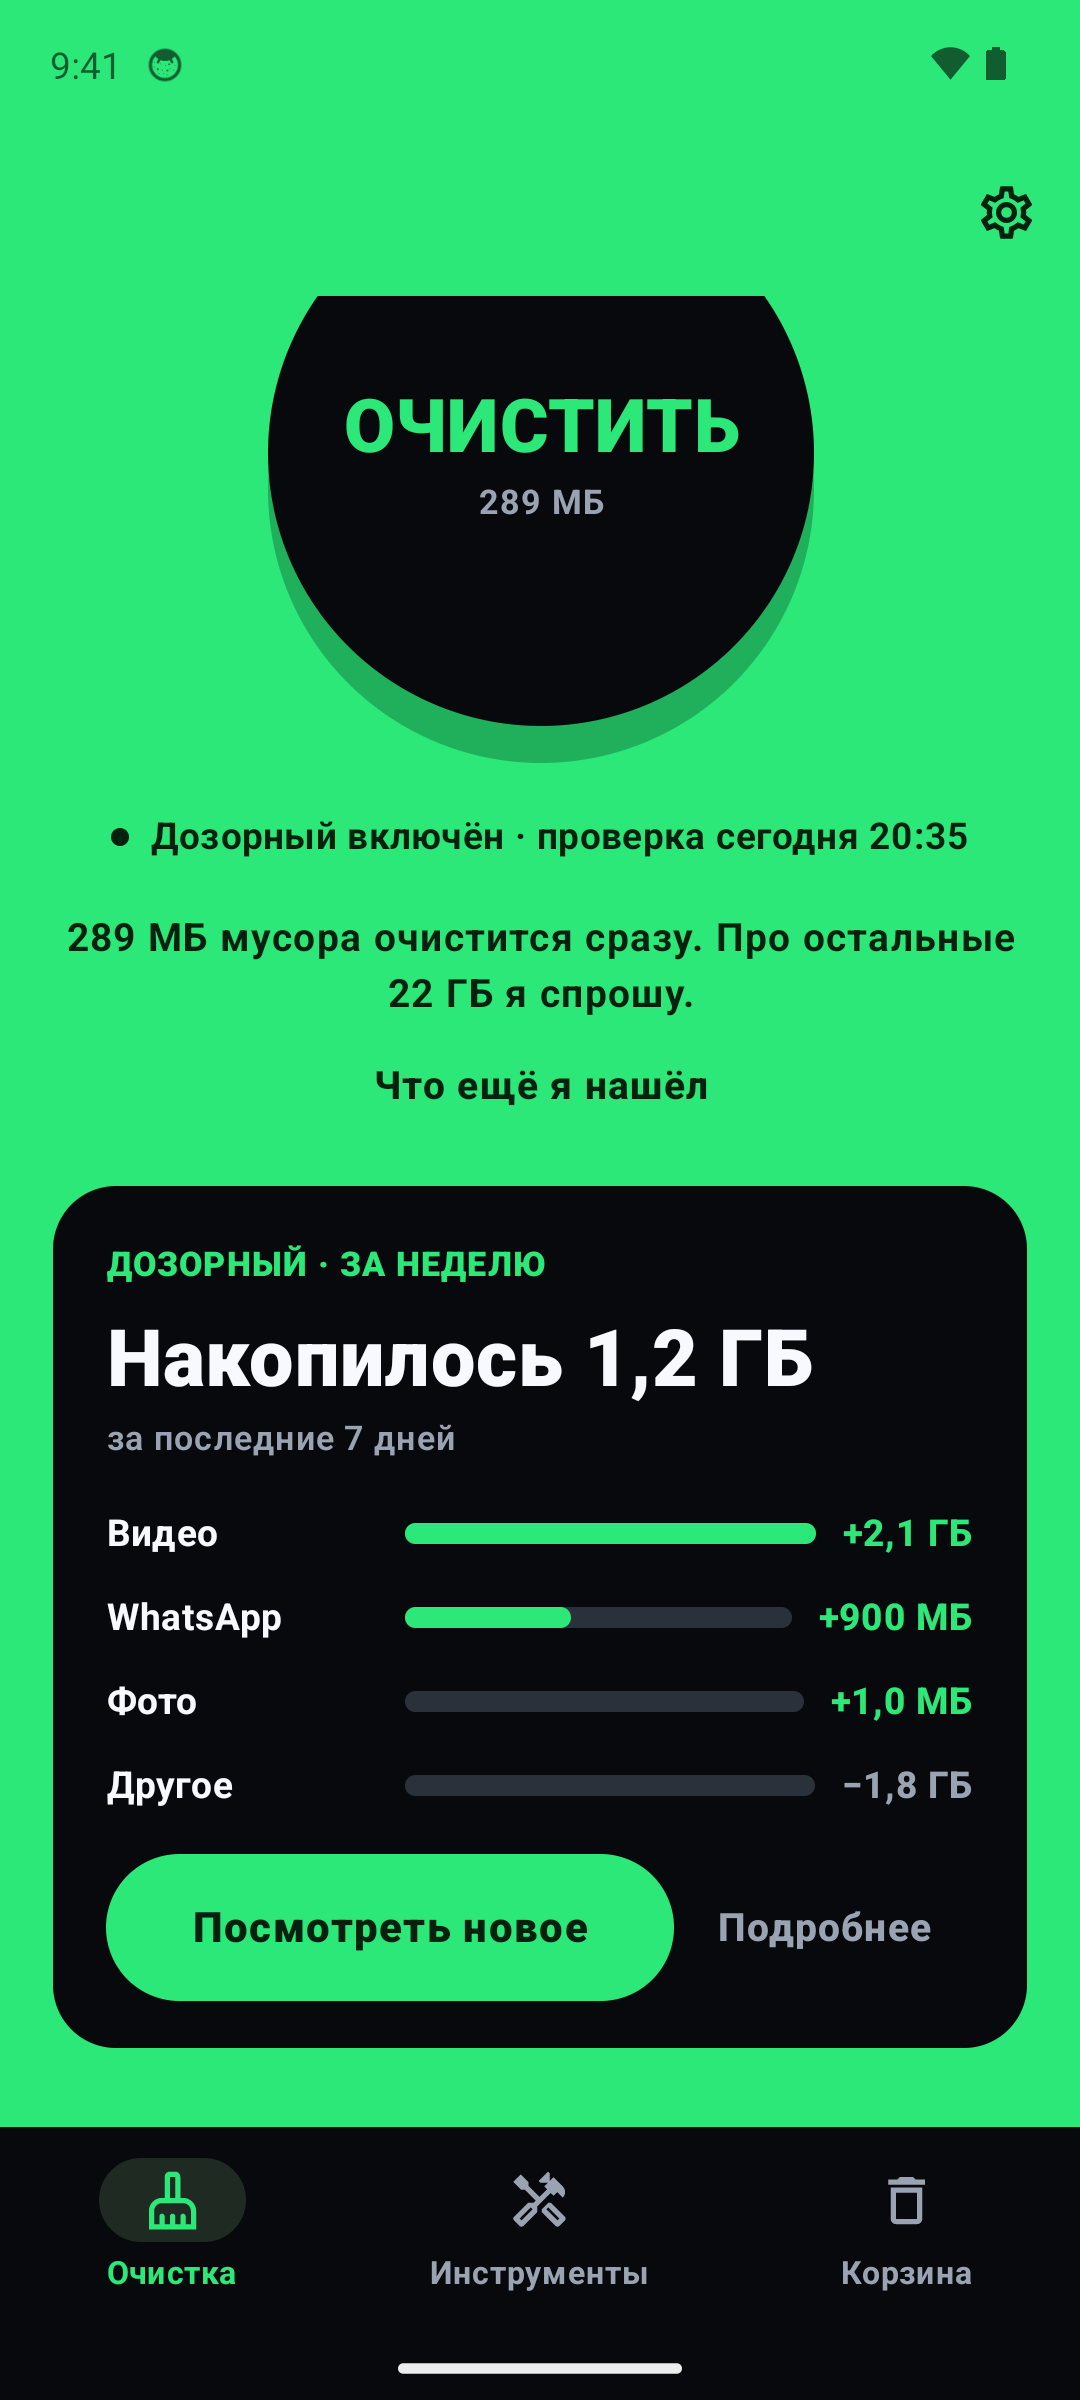 9:41
ОЧИСТИТЬ
289 МБ
Дозорный включён · проверка сегодня 20:35
289 МБ мусора очистится сразу. Про остальные
22 ГБ я спрошу.
Что ещё я нашёл
ДОЗОРНЫЙ · ЗА НЕДЕЛЮ
Накопилось 1,2 ГБ
за последние 7 дней
Видео +2,1 ГБ
WhatsApp +900 МБ
Фото +1,0 МБ
Другое −1,8 ГБ
Посмотреть новое Подробнее
Очистка Инструменты Корзина